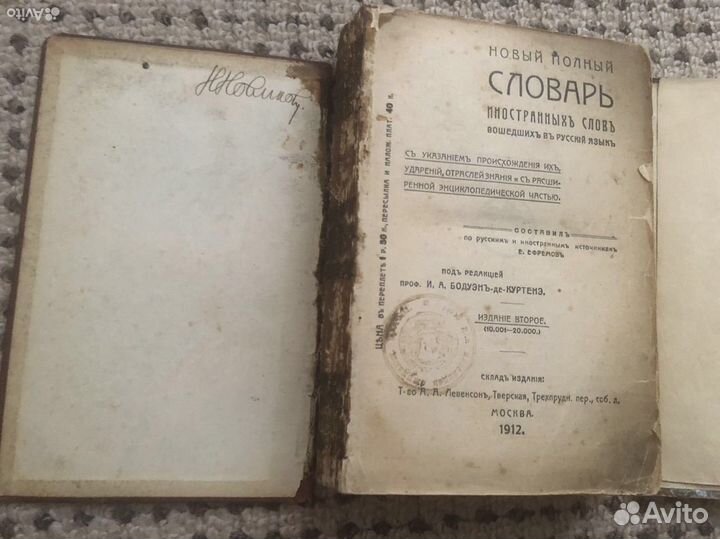 Avito
Avito
Н Новиков
НОВЫЙ ПОЛНЫЙ
СЛОВАРЬ
ИНОСТРАННЫХЪ СЛОВЪ
ВОШЕДШИХЪ ВЪ РУССКІЙ ЯЗЫКЪ
СЪ УКАЗАНІЕМЪ ПРОИСХОЖДЕНІЯ ИХЪ,
УДАРЕНІЙ, ОТРАСЛЕЙ ЗНАНІЯ И СЪ РАСШИ-
РЕННОЙ ЭНЦИКЛОПЕДИЧЕСКОЙ ЧАСТЬЮ.
СОСТАВИЛЪ
по русскимъ и иностраннымъ источникамъ
Е. ЕФРЕМОВЪ
ПОДЪ РЕДАКЦІЕЙ
ПРОФ. И. А. БОДУЭНЪ-де-КУРТЕНЭ.
ИЗДАНІЕ ВТОРОЕ.
(10.001—20.000.)
СКЛАДЪ ИЗДАНІЯ:
Т-во А. А. Левенсонъ, Тверская, Трехпрудн. пер., соб. д.
МОСКВА.
1912.
ЦѢНА въ ПЕРЕПЛЕТѢ 1 р. 50 к., ПЕРЕСЫЛКА и НАЛОЖ. ПЛАТ. 40 к.
Avito